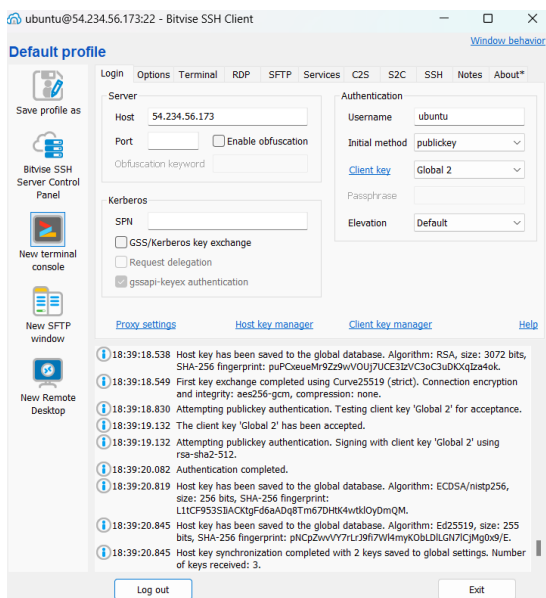 ubuntu@54.234.56.173:22 - Bitvise SSH Client
Default profile
Window behavior
Save profile as
Bitvise SSH
Server Control
Panel
New terminal
console
New SFTP
window
New Remote
Desktop
Login Options Terminal RDP SFTP Services C2S S2C SSH Notes About*
Server
Host 54.234.56.173
Port Enable obfuscation
Obfuscation keyword
Kerberos
SPN
GSS/Kerberos key exchange
Request delegation
gssapi-keyex authentication
Authentication
Username ubuntu
Initial method publickey
Client key Global 2
Passphrase
Elevation Default
Proxy settings Host key manager Client key manager Help
18:39:18.538 Host key has been saved to the global database. Algorithm: RSA, size: 3072 bits,
SHA-256 fingerprint: puPCxeueMr9Zz9wVOUj7UCE3IzVC3oC3uDKXqIza4ok.
18:39:18.549 First key exchange completed using Curve25519 (strict). Connection encryption
and integrity: aes256-gcm, compression: none.
18:39:18.830 Attempting publickey authentication. Testing client key 'Global 2' for acceptance.
18:39:19.132 The client key 'Global 2' has been accepted.
18:39:19.132 Attempting publickey authentication. Signing with client key 'Global 2' using
rsa-sha2-512.
18:39:20.082 Authentication completed.
18:39:20.819 Host key has been saved to the global database. Algorithm: ECDSA/nistp256,
size: 256 bits, SHA-256 fingerprint:
L1tCF953SIiACKtgFd6aADq8Tm67DHtK4wtklOyDmQM.
18:39:20.845 Host key has been saved to the global database. Algorithm: Ed25519, size: 255
bits, SHA-256 fingerprint: pNCpZwvVY7rLrJ9fi7Wl4myKObLDlLGN7lCjMg0x9/E.
18:39:20.845 Host key synchronization completed with 2 keys saved to global settings. Number
of keys received: 3.
Log out Exit